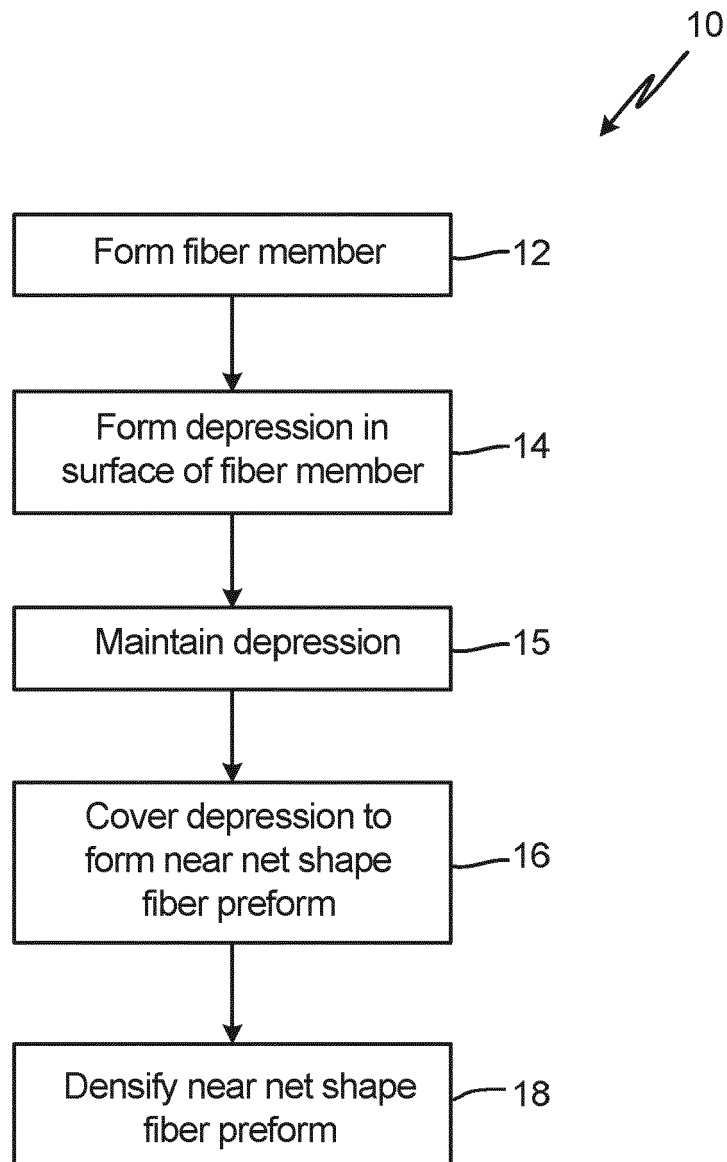 10
Form fiber member
12
Form depression in
surface of fiber member
14
Maintain depression
15
Cover depression to
form near net shape
fiber preform
16
Densify near net shape
fiber preform
18